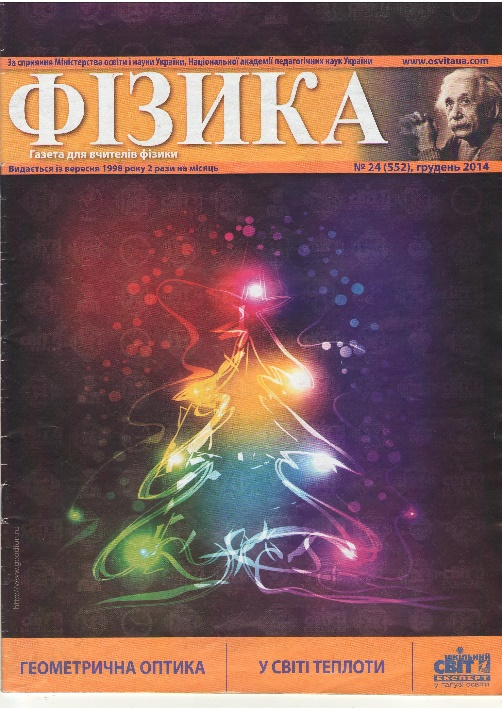 За сприяння Міністерства освіти і науки України, Національної академії педагогічних наук України
www.osvitaua.com
ФІЗИКА
Газета для вчителів фізики
Видається із вересня 1998 року 2 рази на місяць
№ 24 (552), грудень 2014
ГЕОМЕТРИЧНА ОПТИКА
У СВІТІ ТЕПЛОТИ
ШКІЛЬНИЙ
СВІТ
ЕКСПЕРТ
У ГАЛУЗІ ОСВІТИ